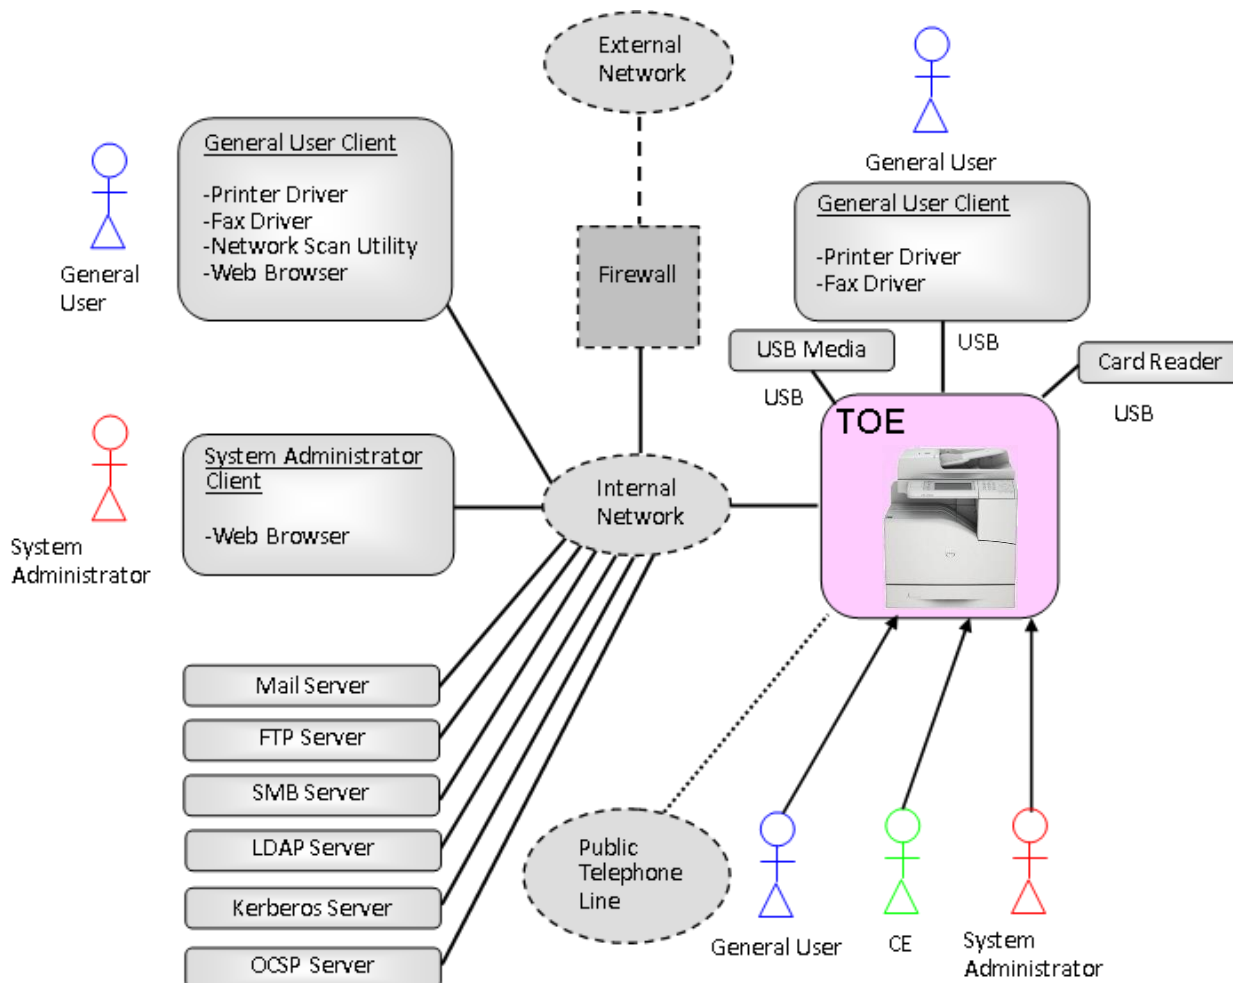 External
Network
General User
General User Client
-Printer Driver
-Fax Driver
-Network Scan Utility
-Web Browser
General
User
Firewall
General User Client
-Printer Driver
-Fax Driver
USB
USB Media
USB
Card Reader
USB
TOE
System Administrator
Client
-Web Browser
System
Administrator
Internal
Network
Mail Server
FTP Server
SMB Server
LDAP Server
Kerberos Server
OCSP Server
Public
Telephone
Line
General User
CE
System
Administrator